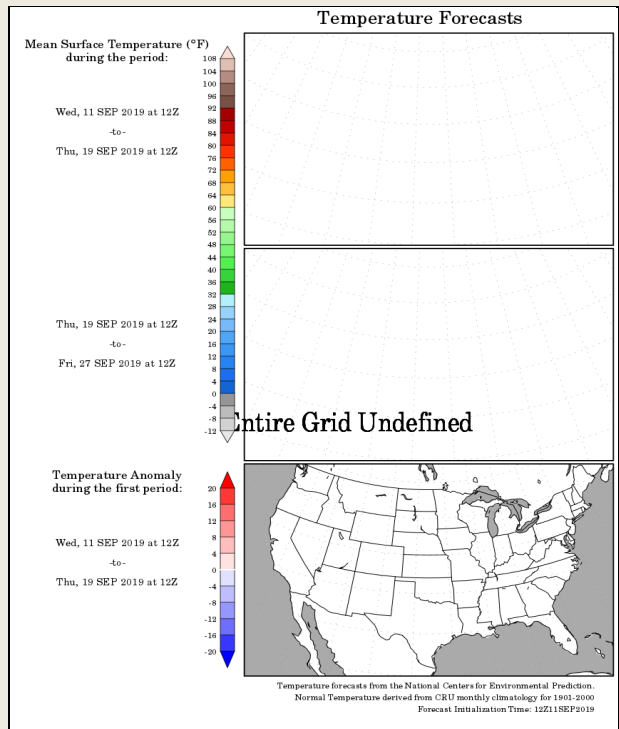 Temperature Forecasts
Mean Surface Temperature (°F)
during the period:
108
104
100
96
92
88
84
80
76
72
68
64
60
56
52
48
44
40
36
32
28
24
20
16
12
8
4
0
-4
-8
-12
Wed, 11 SEP 2019 at 12Z
-to-
Thu, 19 SEP 2019 at 12Z
Thu, 19 SEP 2019 at 12Z
-to-
Fri, 27 SEP 2019 at 12Z
Entire Grid Undefined
Temperature Anomaly
during the first period:
20
16
12
8
4
0
-4
-8
-12
-16
-20
Wed, 11 SEP 2019 at 12Z
-to-
Thu, 19 SEP 2019 at 12Z
Temperature forecasts from the National Centers for Environmental Prediction.
Normal Temperature derived from CRU monthly climatology for 1901-2000
Forecast Initialization Time: 12Z11SEP2019